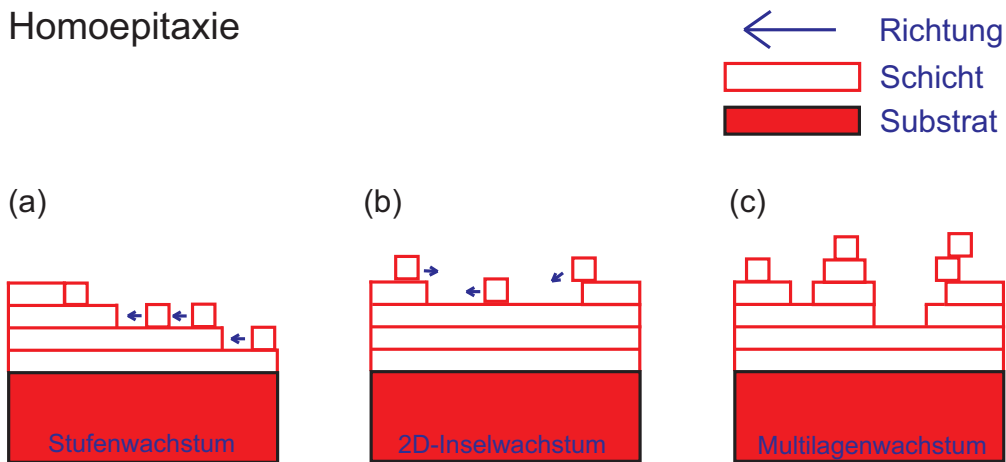 Homoepitaxie
Richtung
Schicht
Substrat
(a)
(b)
(c)
Stufenwachstum
2D-Inselwachstum
Multilagenwachstum